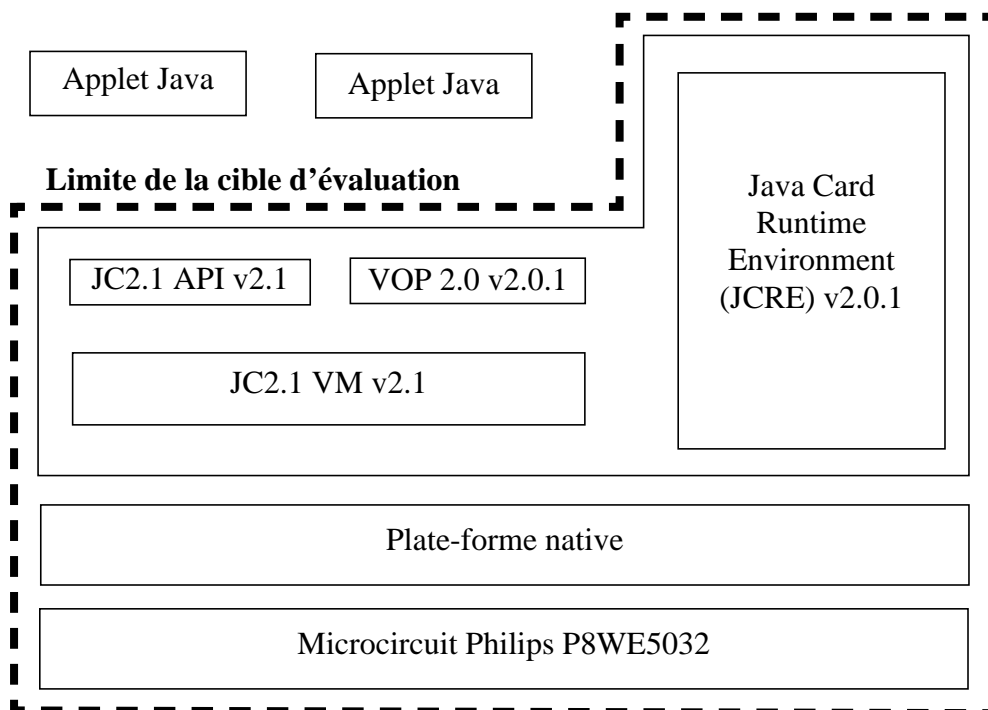 Applet Java
Applet Java
Limite de la cible d’évaluation
Java Card
Runtime
Environment
(JCRE) v2.0.1
JC2.1 API v2.1
VOP 2.0 v2.0.1
JC2.1 VM v2.1
Plate-forme native
Microcircuit Philips P8WE5032